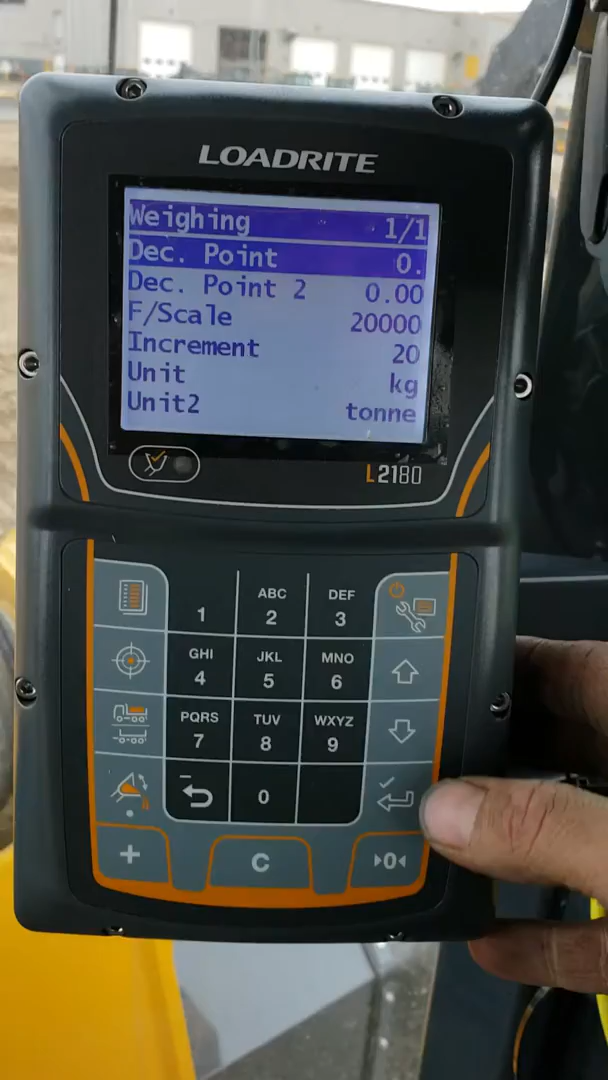 LOADRITE
Weighing 1/1
Dec. Point 0.
Dec. Point 2 0.00
F/Scale 20000
Increment 20
Unit kg
Unit2 tonne
L2180
1 ABC 2 DEF 3
GHI 4 JKL 5 MNO 6
PQRS 7 TUV 8 WXYZ 9
0
+ C 0